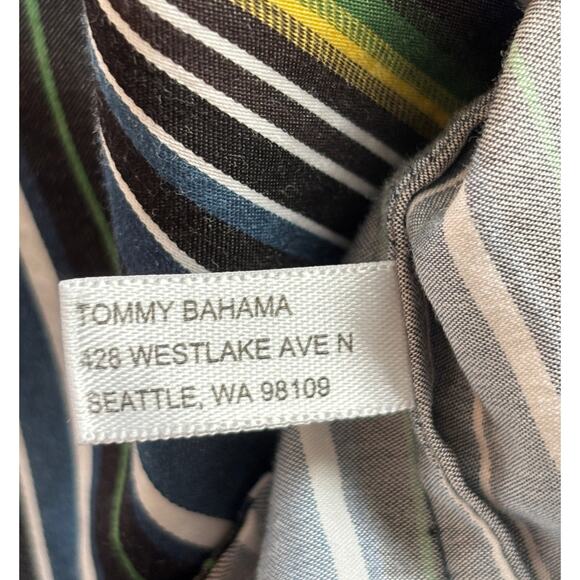 TOMMY BAHAMA
428 WESTLAKE AVE N
SEATTLE, WA 98109